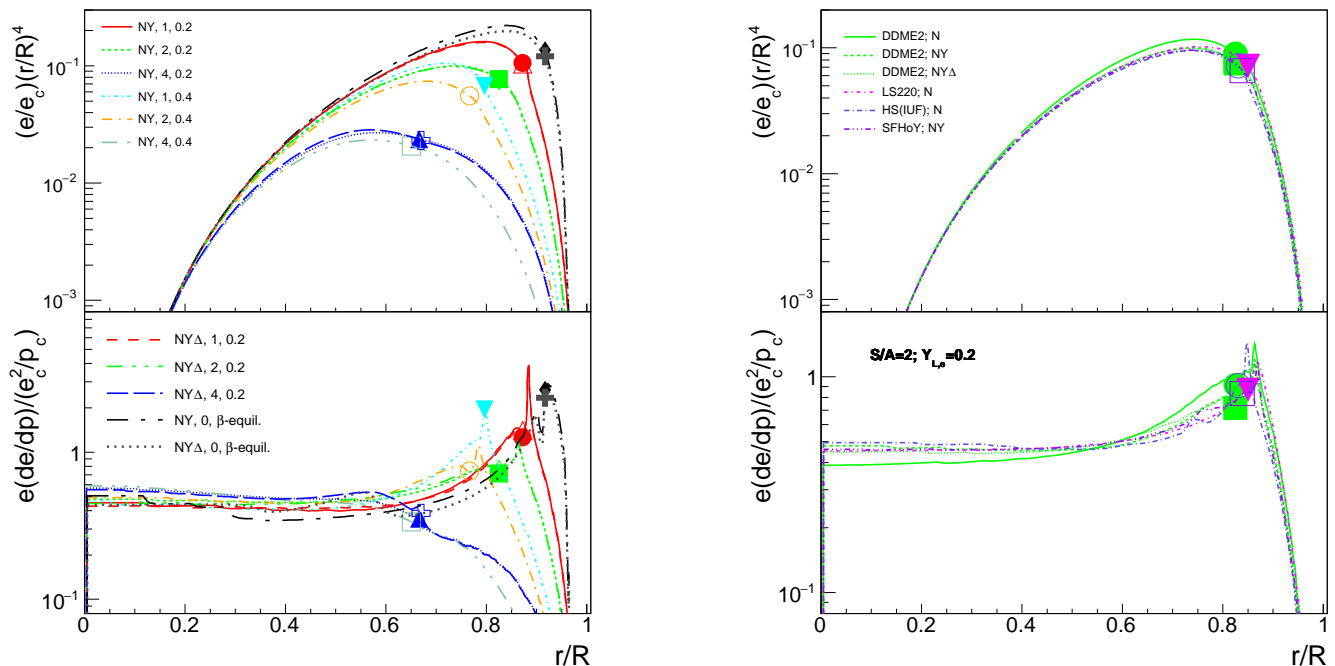 (e/e_c)(r/R)^4
10^-1
10^-2
10^-3
NY, 1, 0.2
NY, 2, 0.2
NY, 4, 0.2
NY, 1, 0.4
NY, 2, 0.4
NY, 4, 0.4
e(de/dp)/(e_c^2/p_c)
1
10^-1
NYΔ, 1, 0.2
NYΔ, 2, 0.2
NYΔ, 4, 0.2
NY, 0, β-equil.
NYΔ, 0, β-equil.
0 0.2 0.4 0.6 0.8 1
r/R
(e/e_c)(r/R)^4
10^-1
10^-2
10^-3
DDME2; N
DDME2; NY
DDME2; NYΔ
LS220; N
HS(IUF); N
SFHoY; NY
e(de/dp)/(e_c^2/p_c)
1
10^-1
S/A=2; Y_L,e=0.2
0 0.2 0.4 0.6 0.8 1
r/R